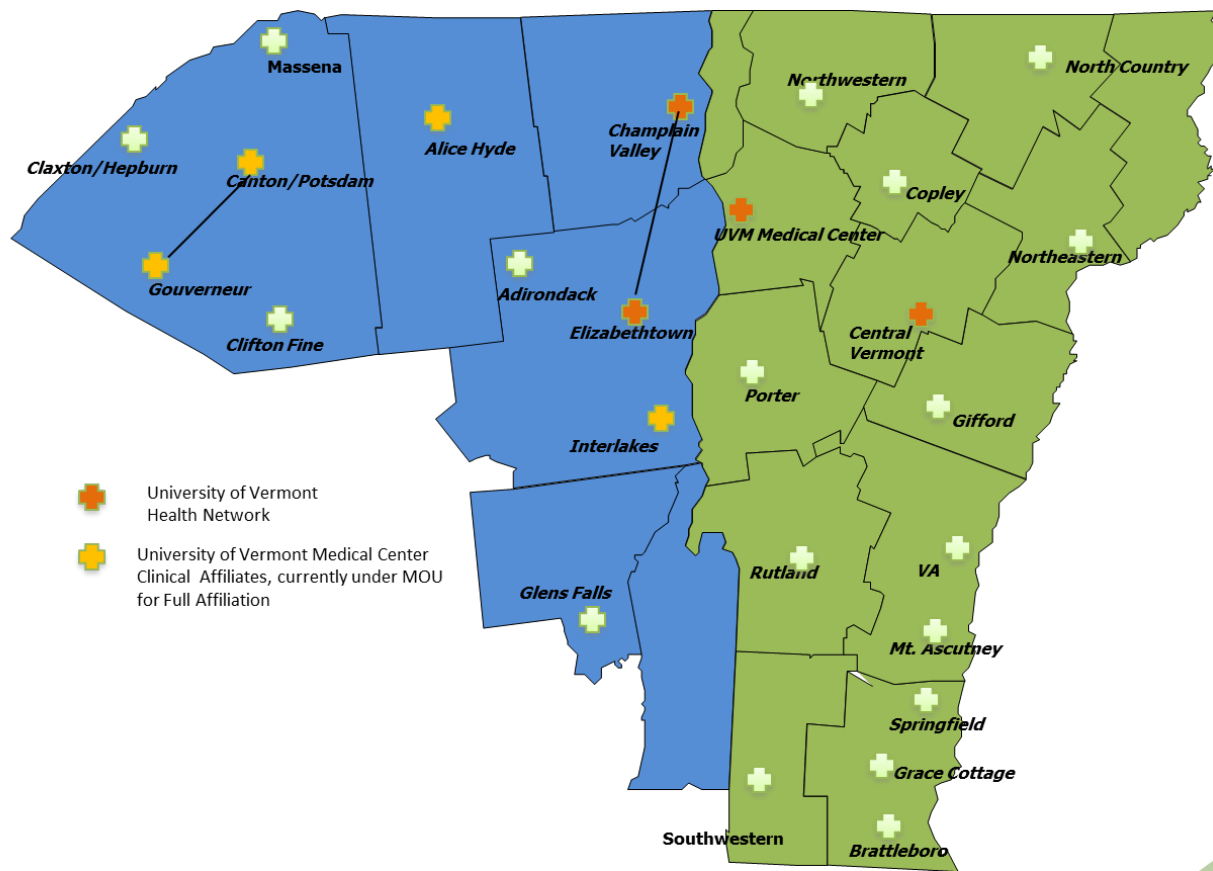 Massena
Northwestern
North Country
Champlain
Valley
Alice Hyde
Claxton/Hepburn
Canton/Potsdam
Copley
UVM Medical Center
Northeastern
Gouverneur
Adirondack
Elizabethtown
Clifton Fine
Central
Vermont
Porter
Gifford
Interlakes
University of Vermont
Health Network
University of Vermont Medical Center
Clinical Affiliates, currently under MOU
for Full Affiliation
Rutland
VA
Glens Falls
Mt. Ascutney
Springfield
Grace Cottage
Southwestern
Brattleboro